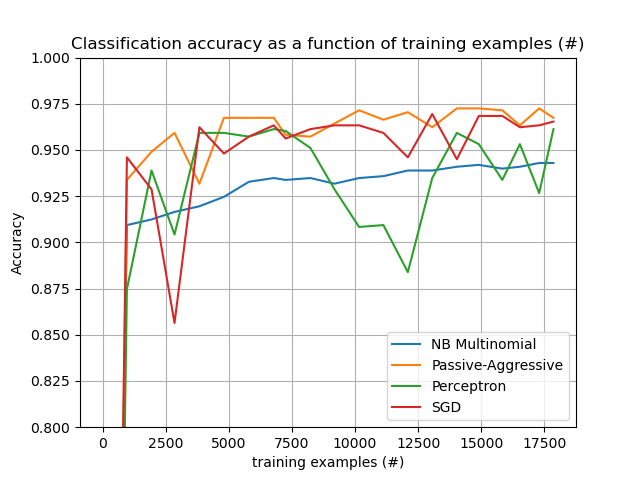 Classification accuracy as a function of training examples (#)
1.000
0.975
0.950
0.925
0.900
0.875
0.850
0.825
0.800
Accuracy
NB Multinomial
Passive-Aggressive
Perceptron
SGD
0 2500 5000 7500 10000 12500 15000 17500
training examples (#)